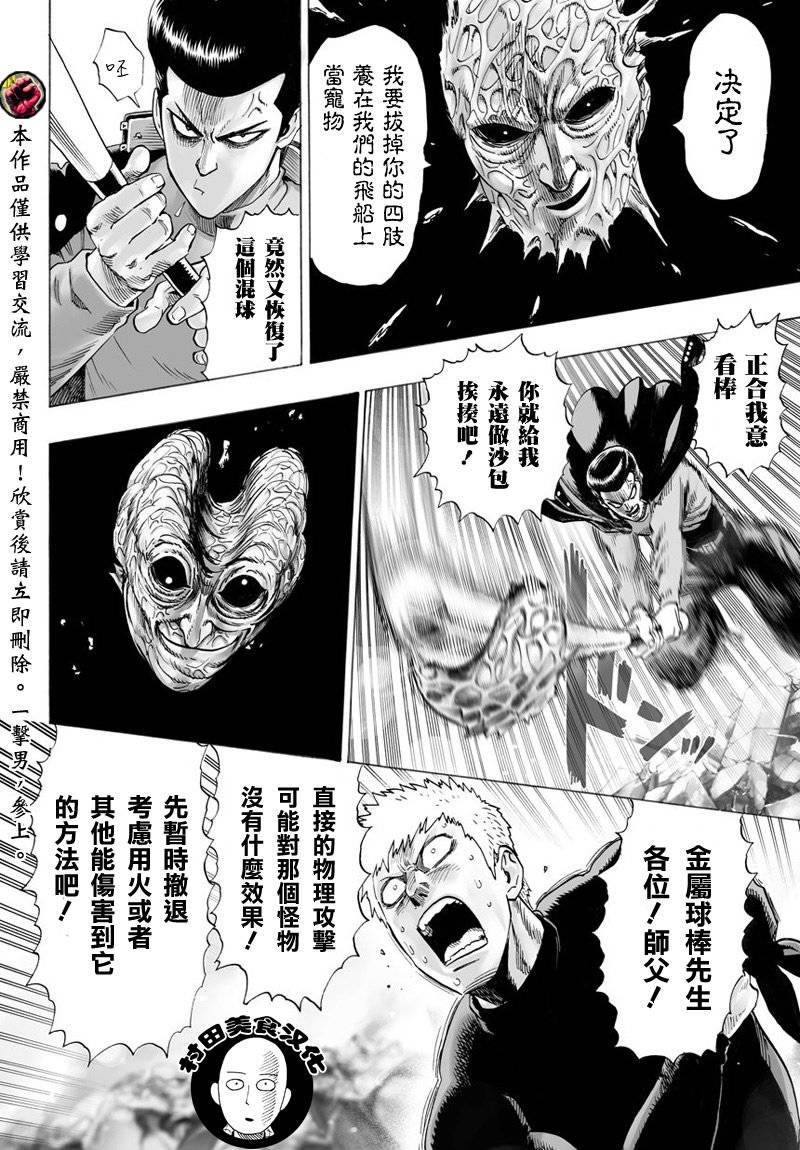 决定了
我要拔掉你的四肢
養在我們的飛船上
當寵物
呸
竟然又恢復了
這個混球
正合我意
看棒
你就給我
永遠做沙包
挨揍吧！
金屬球棒先生
各位！師父！
直接的物理攻擊
可能對那個怪物
沒有什麼效果！
先暫時撤退
考慮用火或者
其他能傷害到它
的方法吧！
本作品僅供學習交流，嚴禁商用！欣賞後請立即刪除。一擊男，參上。
村田美食汉化